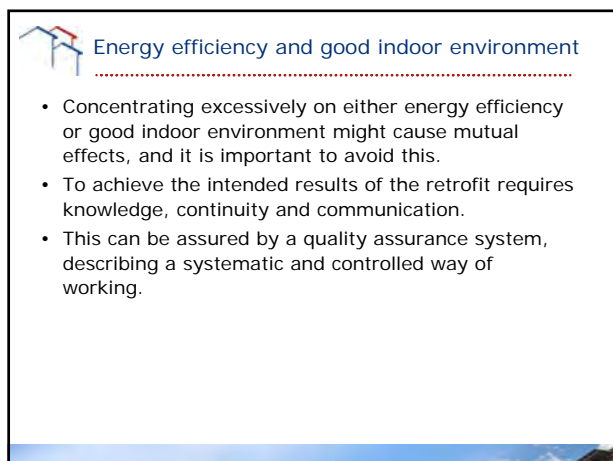 Energy efficiency and good indoor environment
• Concentrating excessively on either energy efficiency
or good indoor environment might cause mutual
effects, and it is important to avoid this.
• To achieve the intended results of the retrofit requires
knowledge, continuity and communication.
• This can be assured by a quality assurance system,
describing a systematic and controlled way of
working.